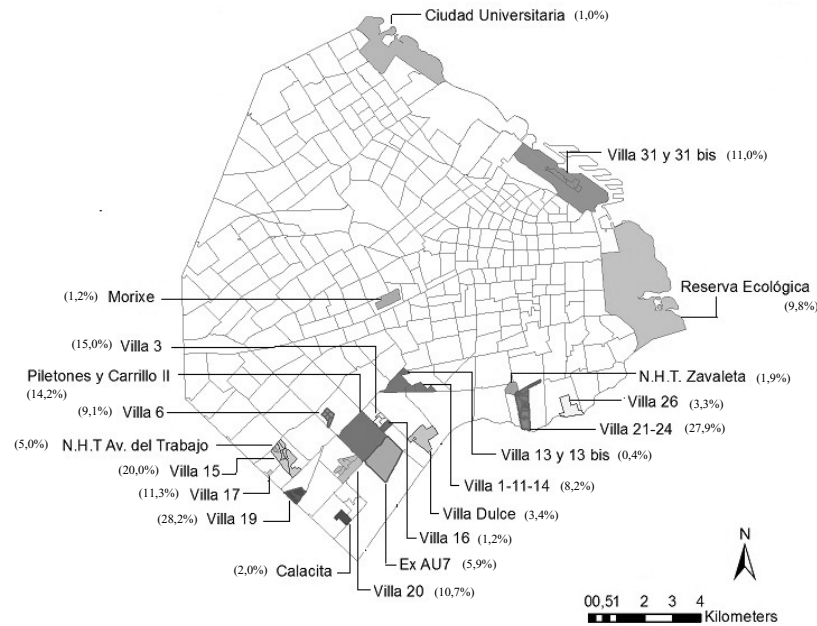 Ciudad Universitaria (1,0%)
Villa 31 y 31 bis (11,0%)
Reserva Ecológica
(9,8%)
(1,2%) Morixe
(15,0%) Villa 3
Piletones y Carrillo II
(14,2%)
(9,1%) Villa 6
(5,0%) N.H.T Av. del Trabajo
(20,0%) Villa 15
(11,3%) Villa 17
(28,2%) Villa 19
(2,0%) Calacita
N.H.T. Zavaleta
(1,9%)
Villa 26
(3,3%)
Villa 21-24 (27,9%)
Villa 13 y 13 bis (0,4%)
Villa 1-11-14 (8,2%)
Villa Dulce (3,4%)
Villa 16 (1,2%)
Ex AU7 (5,9%)
Villa 20 (10,7%)
N
00,51 2 3 4
Kilometers